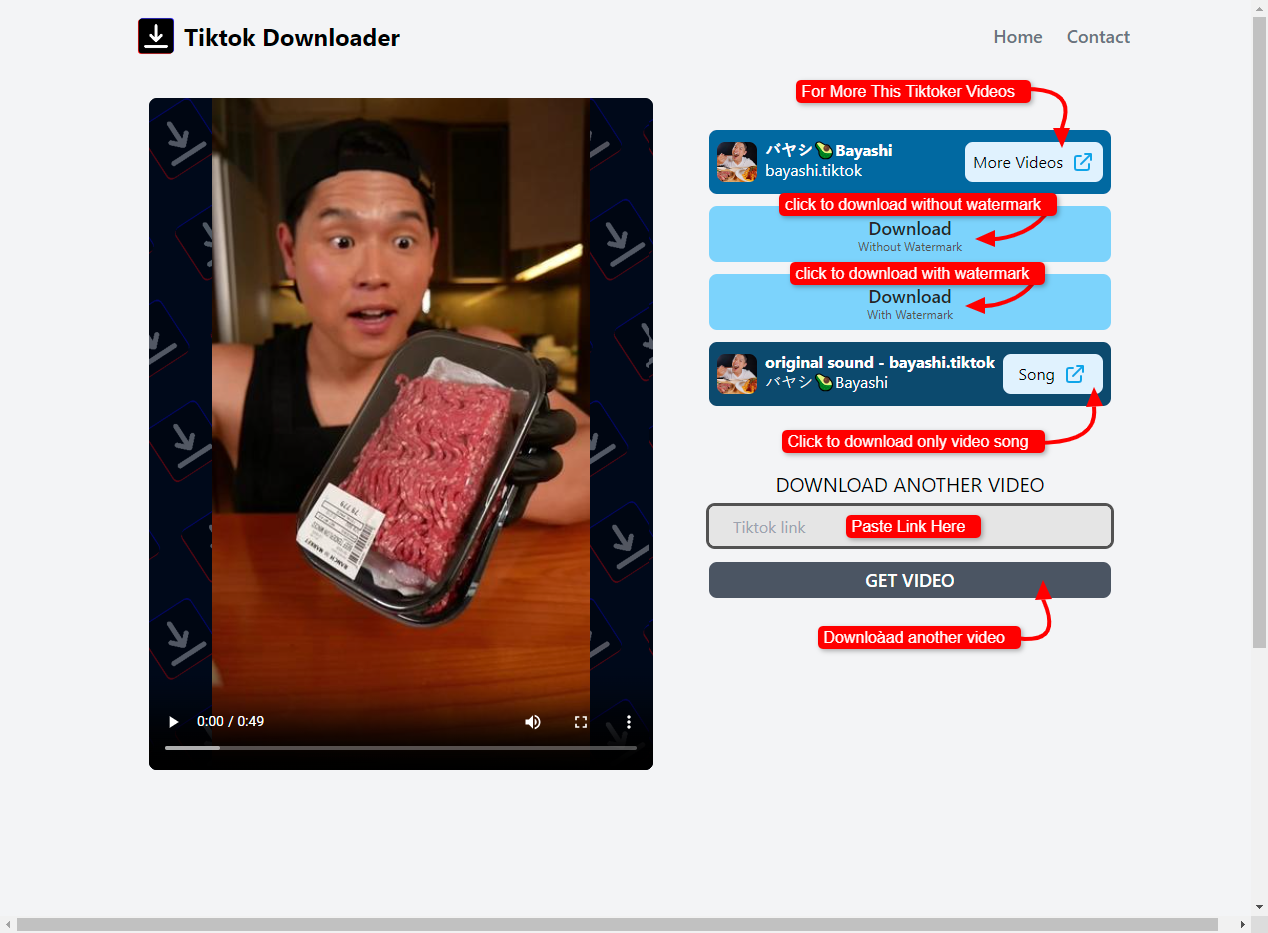 Tiktok Downloader
Home
Contact
For More This Tiktoker Videos
バヤシ🥑Bayashi
bayashi.tiktok
More Videos
click to download without watermark
Download
Without Watermark
click to download with watermark
Download
With Watermark
original sound - bayashi.tiktok
バヤシ🥑Bayashi
Song
Click to download only video song
DOWNLOAD ANOTHER VIDEO
Tiktok link
Paste Link Here
GET VIDEO
Downloàad another video
0:00 / 0:49